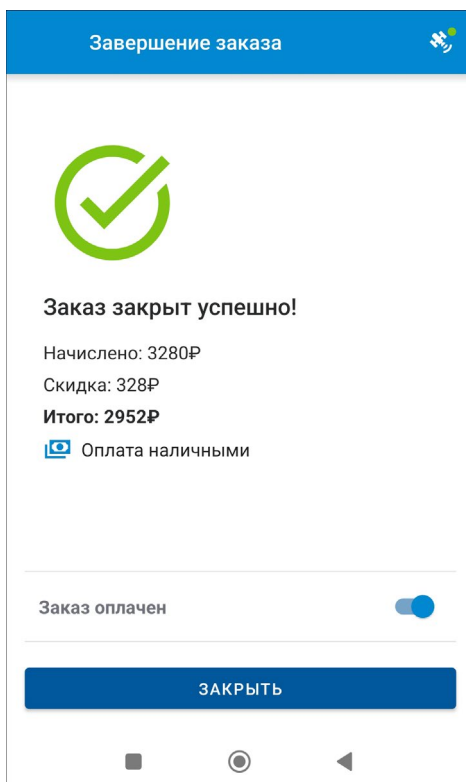 Завершение заказа
Заказ закрыт успешно!
Начислено: 3280₽
Скидка: 328₽
Итого: 2952₽
Оплата наличными
Заказ оплачен
ЗАКРЫТЬ